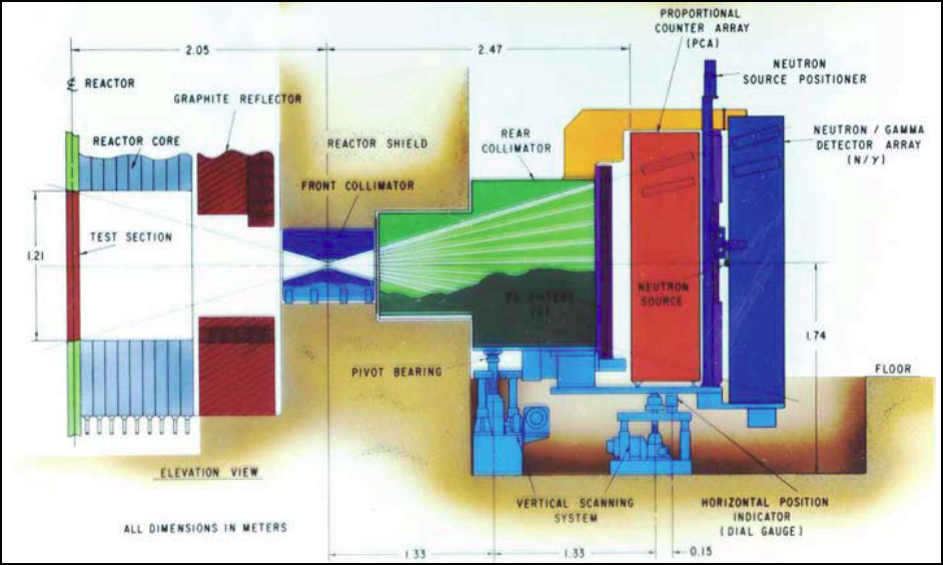 PROPORTIONAL
COUNTER ARRAY
(PCA)
2.05
2.47
NEUTRON
SOURCE POSITIONER
℄ REACTOR
GRAPHITE REFLECTOR
REACTOR CORE
REACTOR SHIELD
REAR
COLLIMATOR
NEUTRON / GAMMA
DETECTOR ARRAY
(N/γ)
FRONT COLLIMATOR
TEST SECTION
1.21
NEUTRON
SOURCE
1.74
PIVOT BEARING
FLOOR
ELEVATION VIEW
VERTICAL SCANNING
SYSTEM
HORIZONTAL POSITION
INDICATOR
(DIAL GAUGE)
ALL DIMENSIONS IN METERS
1.33
1.33
0.15